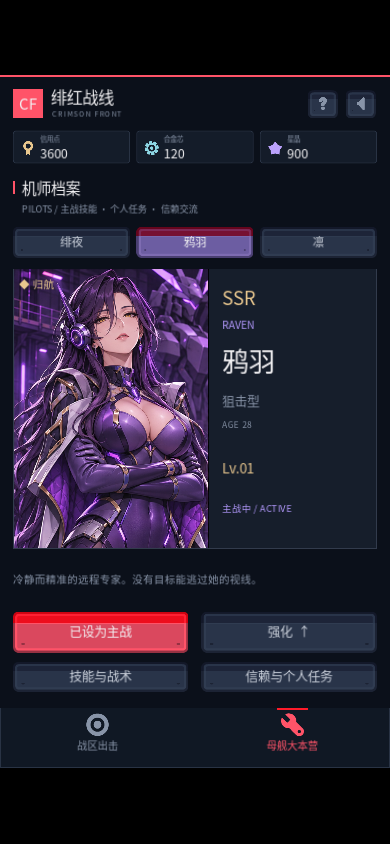 CF
绯红战线
CRIMSON FRONT
?
信用点
3600
合金芯
120
星晶
900
机师档案
PILOTS / 主战技能 · 个人任务 · 信赖交流
绯夜
鸦羽
凛
归航
SSR
RAVEN
鸦羽
狙击型
AGE 28
Lv.01
主战中 / ACTIVE
冷静而精准的远程专家。没有目标能逃过她的视线。
已设为主战
强化 ↑
技能与战术
信赖与个人任务
战区出击
母舰大本营